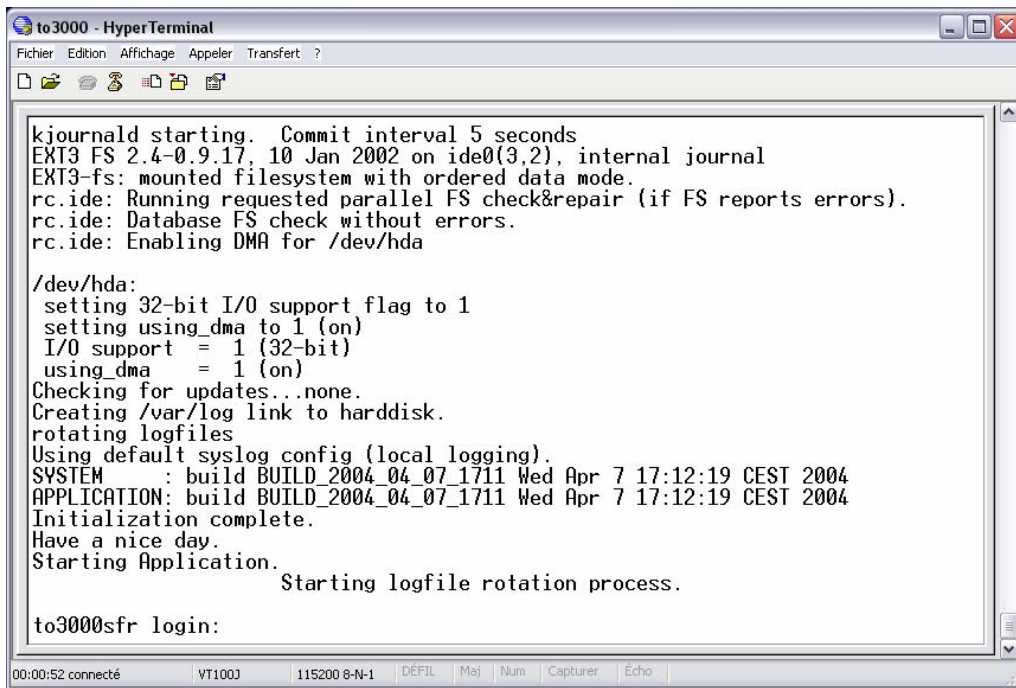 to3000 - HyperTerminal
Fichier Edition Affichage Appeler Transfert ?
kjournald starting.  Commit interval 5 seconds
EXT3 FS 2.4-0.9.17, 10 Jan 2002 on ide0(3,2), internal journal
EXT3-fs: mounted filesystem with ordered data mode.
rc.ide: Running requested parallel FS check&repair (if FS reports errors).
rc.ide: Database FS check without errors.
rc.ide: Enabling DMA for /dev/hda
/dev/hda:
 setting 32-bit I/O support flag to 1
 setting using_dma to 1 (on)
 I/O support  =  1 (32-bit)
 using_dma    =  1 (on)
Checking for updates...none.
Creating /var/log link to harddisk.
rotating logfiles
Using default syslog config (local logging).
SYSTEM     : build BUILD_2004_04_07_1711 Wed Apr 7 17:12:19 CEST 2004
APPLICATION: build BUILD_2004_04_07_1711 Wed Apr 7 17:12:19 CEST 2004
Initialization complete.
Have a nice day.
Starting Application.
Starting logfile rotation process.
to3000sfr login:
00:00:52 connecté VT100J 115200 8-N-1 DÉFIL Maj Num Capturer Écho